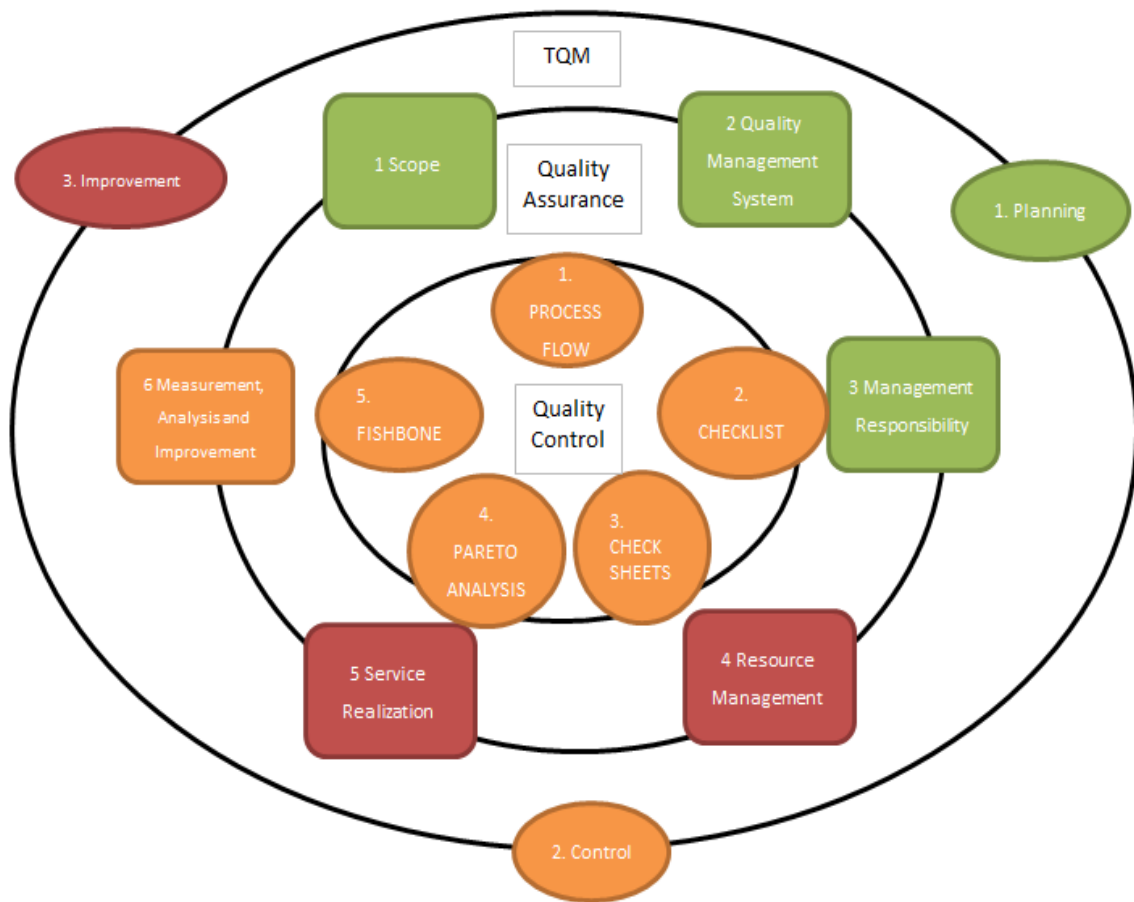 TQM
1 Scope
2 Quality
Management
System
Quality
Assurance
3. Improvement
1. Planning
1.
PROCESS
FLOW
6 Measurement,
Analysis and
Improvement
5.
FISHBONE
Quality
Control
2.
CHECKLIST
3 Management
Responsibility
4.
PARETO
ANALYSIS
3.
CHECK
SHEETS
5 Service
Realization
4 Resource
Management
2. Control